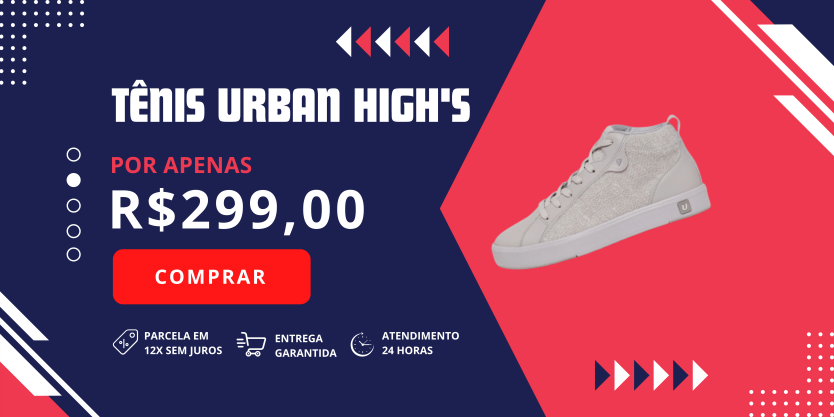 TÊNIS URBAN HIGH'S
POR APENAS
R$299,00
COMPRAR
PARCELA EM
12X SEM JUROS
ENTREGA
GARANTIDA
ATENDIMENTO
24 HORAS